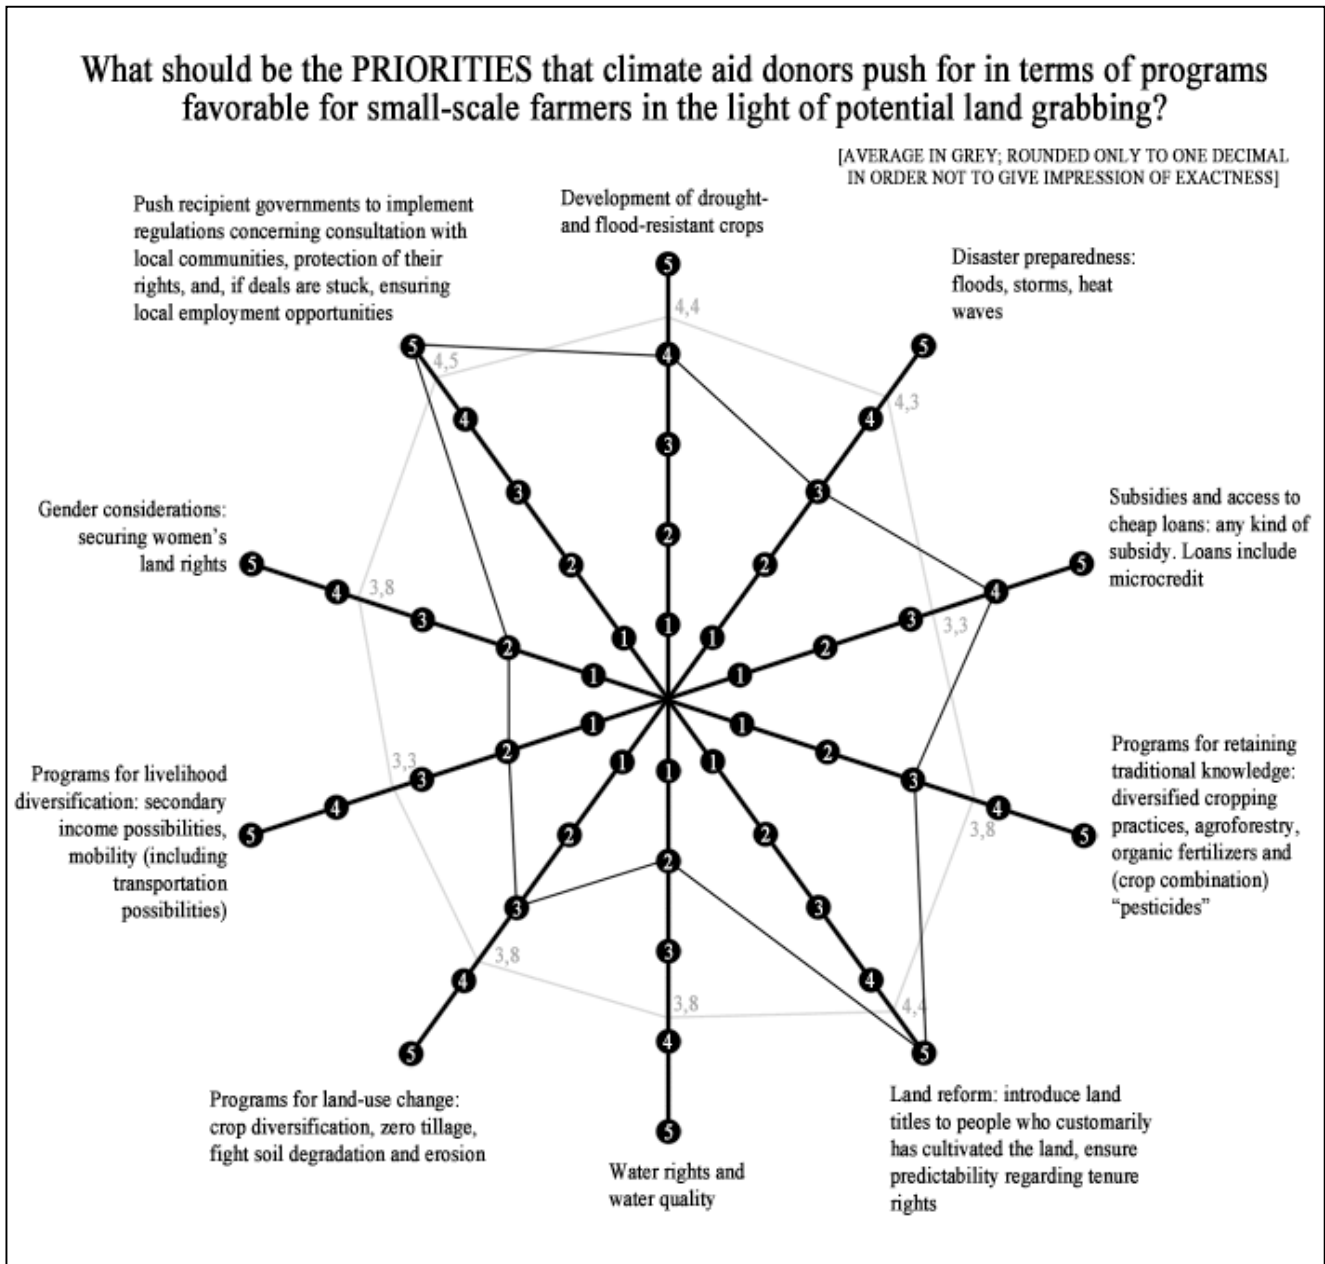 What should be the PRIORITIES that climate aid donors push for in terms of programs
favorable for small-scale farmers in the light of potential land grabbing?
[AVERAGE IN GREY; ROUNDED ONLY TO ONE DECIMAL
IN ORDER NOT TO GIVE IMPRESSION OF EXACTNESS]
Push recipient governments to implement
regulations concerning consultation with
local communities, protection of their
rights, and, if deals are stuck, ensuring
local employment opportunities
5
4
3
2
1
4,5
Development of drought-
and flood-resistant crops
5
4
3
2
1
4,4
Disaster preparedness:
floods, storms, heat
waves
5
4
3
2
1
4,3
Subsidies and access to
cheap loans: any kind of
subsidy. Loans include
microcredit
5
4
3
2
1
3,3
Programs for retaining
traditional knowledge:
diversified cropping
practices, agroforestry,
organic fertilizers and
(crop combination)
“pesticides”
1
2
3
4
5
3,8
Land reform: introduce land
titles to people who customarily
has cultivated the land, ensure
predictability regarding tenure
rights
1
2
3
4
5
4,4
Water rights and
water quality
1
2
3
4
5
3,8
Programs for land-use change:
crop diversification, zero tillage,
fight soil degradation and erosion
1
2
3
4
5
3,8
Programs for livelihood
diversification: secondary
income possibilities,
mobility (including
transportation
possibilities)
1
2
3
4
5
3,3
Gender considerations:
securing women’s
land rights
5
4
3
2
1
3,8